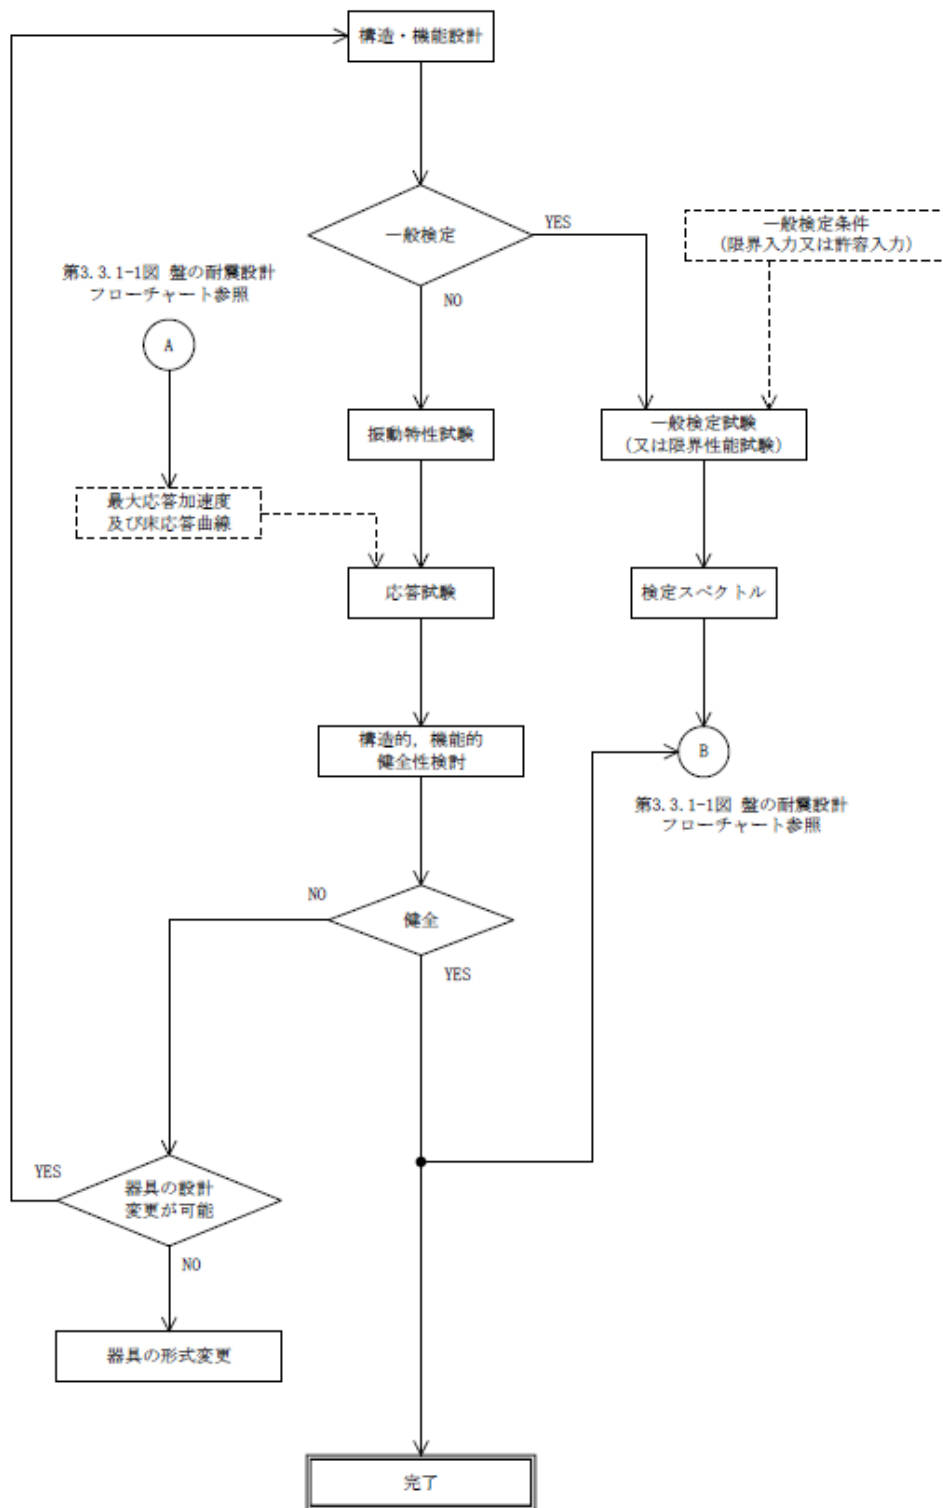 構造・機能設計
一般検定
YES
一般検定条件
(限界入力又は許容入力)
第3.3.1-1図 盤の耐震設計
フローチャート参照
NO
A
振動特性試験
一般検定試験
(又は限界性能試験)
最大応答加速度
及び床応答曲線
応答試験
検定スペクトル
構造的，機能的
健全性検討
B
第3.3.1-1図 盤の耐震設計
フローチャート参照
NO
健全
YES
YES
器具の設計
変更が可能
NO
器具の形式変更
完了